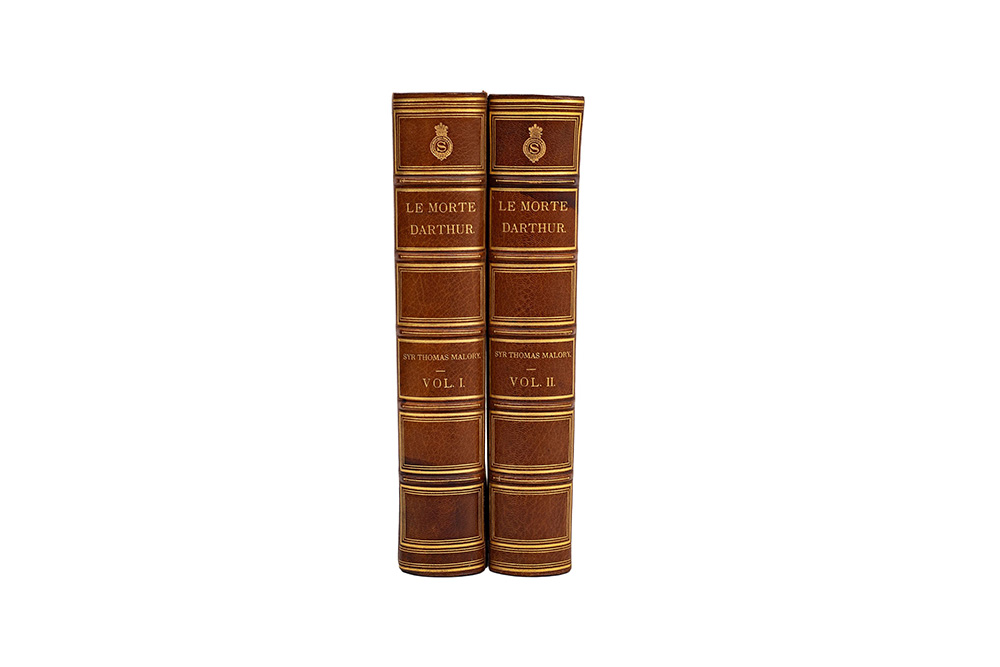 S
LE MORTE
DARTHUR.
SYR THOMAS MALORY.
VOL. I.
S
LE MORTE
DARTHUR.
SYR THOMAS MALORY.
VOL. II.